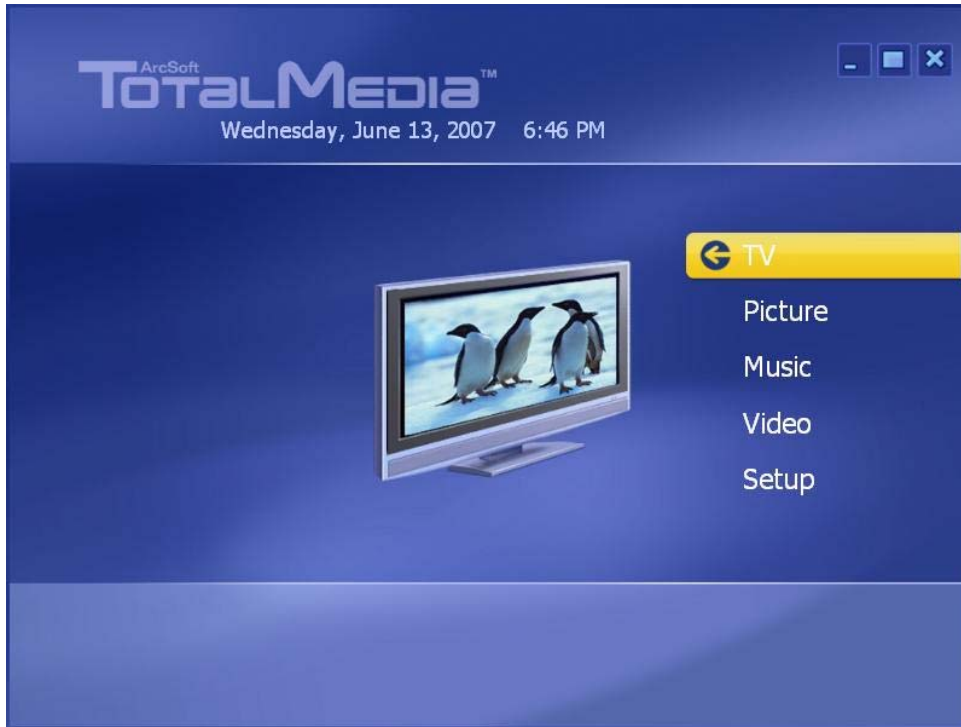 ArcSoft
TOTALMEDIA™
Wednesday, June 13, 2007 6:46 PM
TV
Picture
Music
Video
Setup